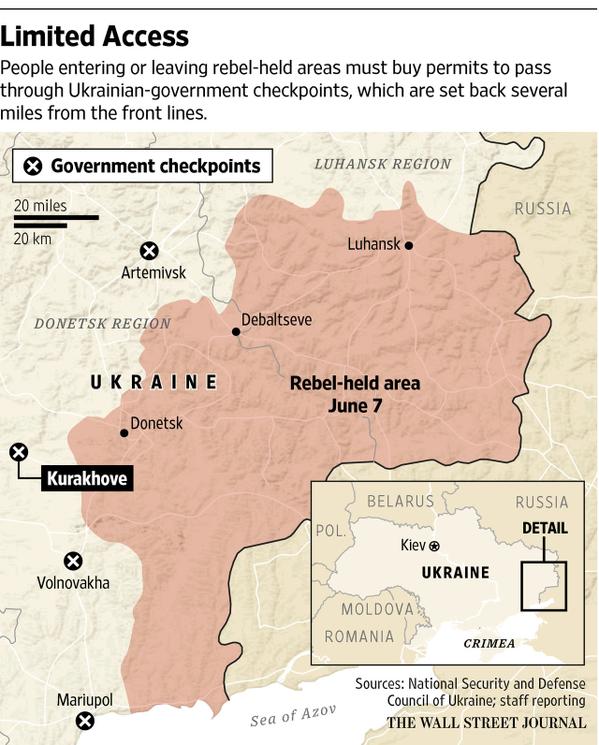 Limited Access
People entering or leaving rebel-held areas must buy permits to pass
through Ukrainian-government checkpoints, which are set back several
miles from the front lines.
Government checkpoints
LUHANSK REGION
20 miles
20 km
RUSSIA
Luhansk
Artemivsk
DONETSK REGION
Debaltseve
UKRAINE
Rebel-held area
June 7
Donetsk
Kurakhove
BELARUS
RUSSIA
POL.
DETAIL
Kiev
UKRAINE
Volnovakha
MOLDOVA
ROMANIA
CRIMEA
Mariupol
Sea of Azov
Sources: National Security and Defense
Council of Ukraine; staff reporting
THE WALL STREET JOURNAL